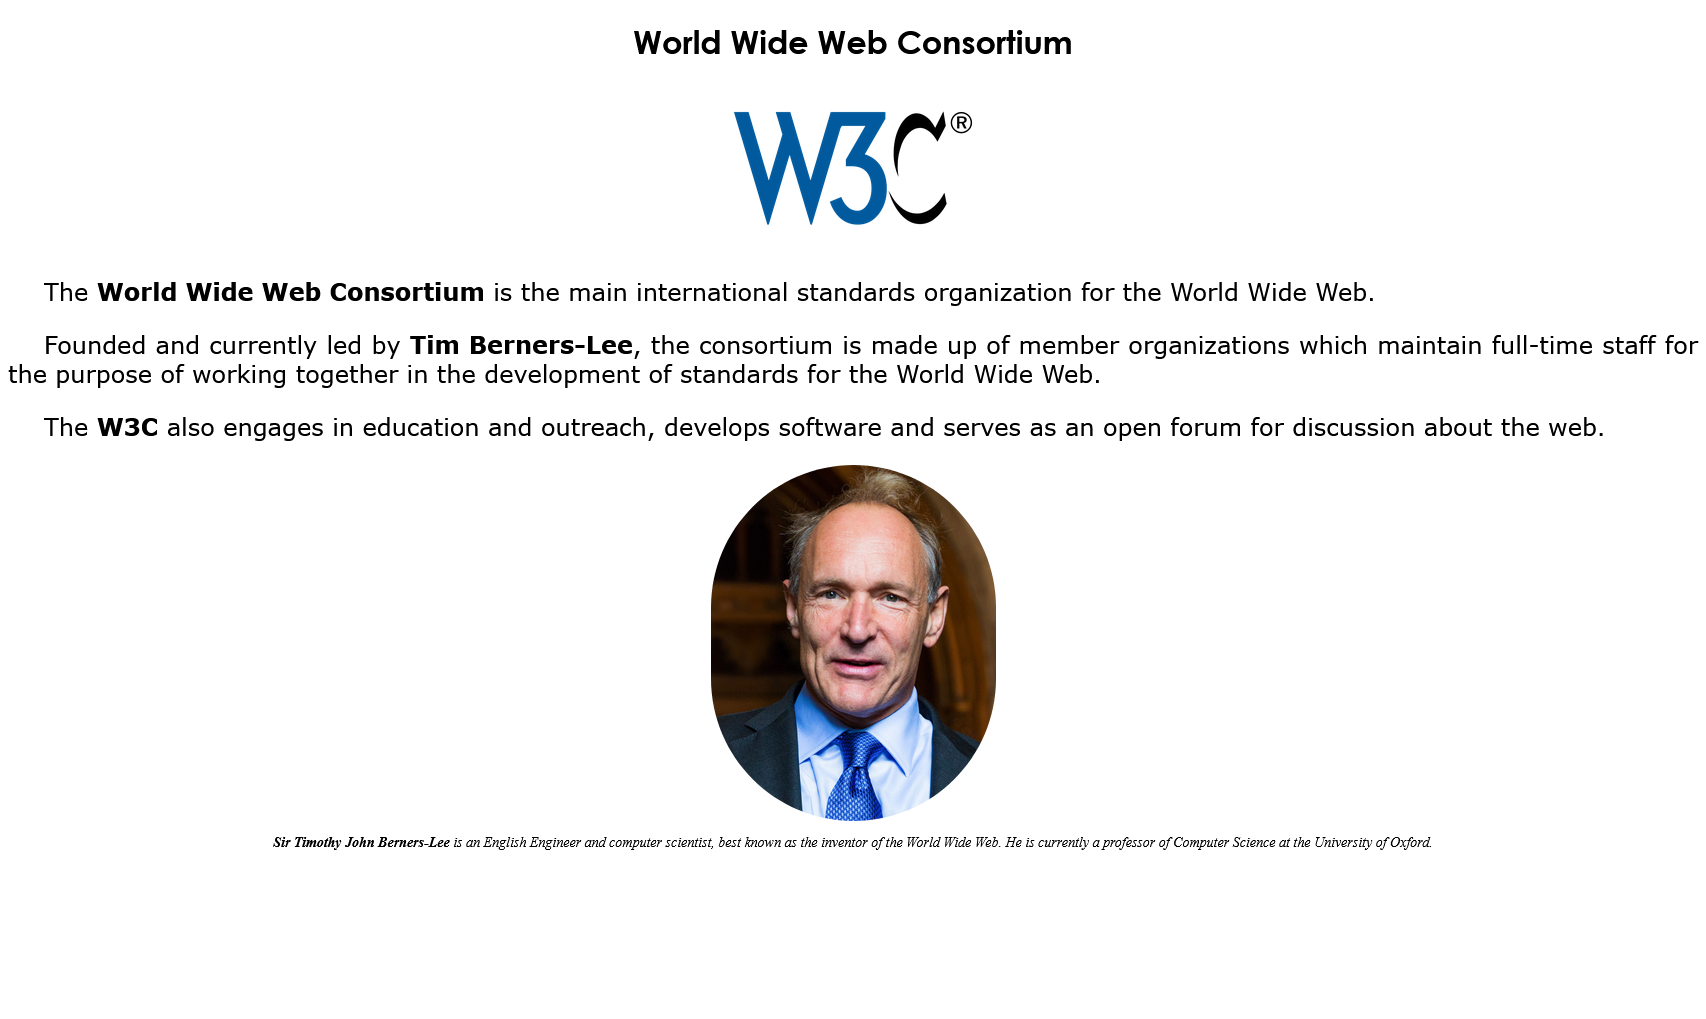 World Wide Web Consortium
W3C®
The World Wide Web Consortium is the main international standards organization for the World Wide Web.
Founded and currently led by Tim Berners-Lee, the consortium is made up of member organizations which maintain full-time staff for
the purpose of working together in the development of standards for the World Wide Web.
The W3C also engages in education and outreach, develops software and serves as an open forum for discussion about the web.
Sir Timothy John Berners-Lee is an English Engineer and computer scientist, best known as the inventor of the World Wide Web. He is currently a professor of Computer Science at the University of Oxford.